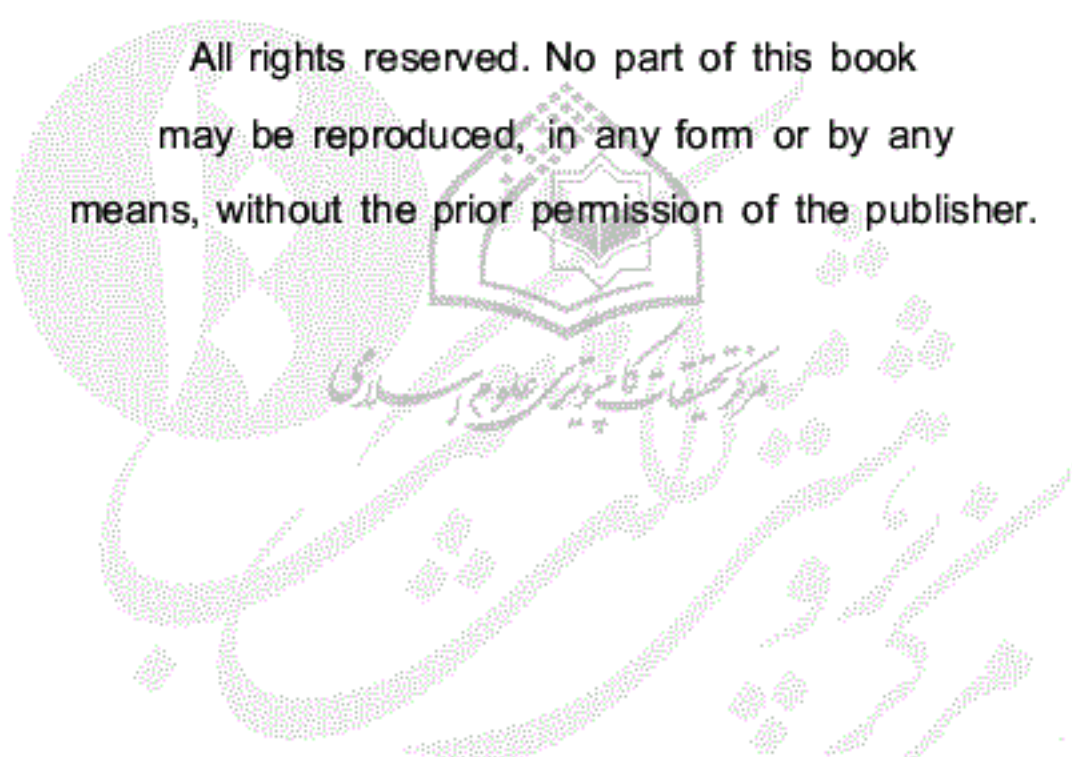 All rights reserved. No part of this book
may be reproduced, in any form or by any
means, without the prior permission of the publisher.
مرکز تحقیقات کامپیوتری علوم اسلامی